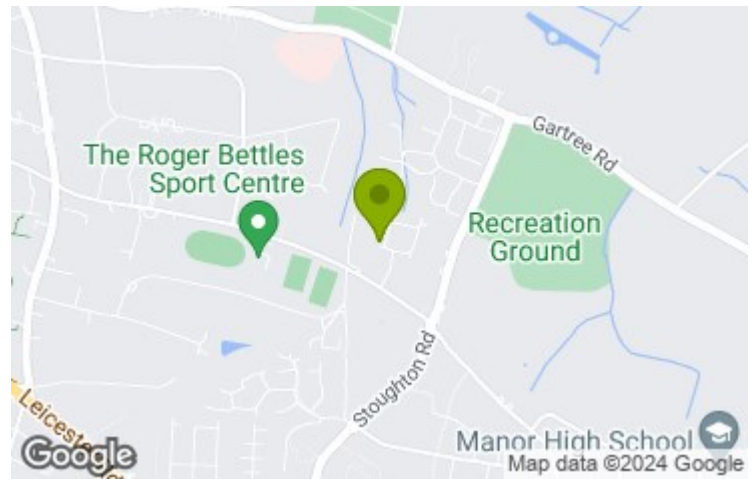 Gartree Rd
The Roger Bettles
Sport Centre
Recreation
Ground
Stoughton Rd
Manor High School
Google
Map data ©2024 Google